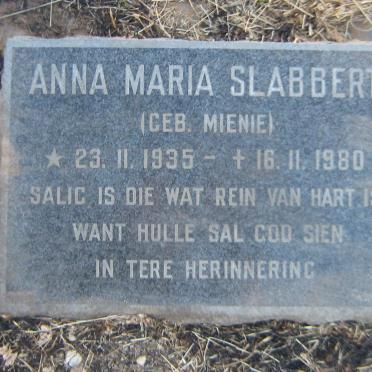 ANNA MARIA SLABBERT
(GEB. MIENIE)
★ 23. 11. 1935 – ✝ 16. 11. 1980
SALIG IS DIE WAT REIN VAN HART IS
WANT HULLE SAL GOD SIEN
IN TERE HERINNERING